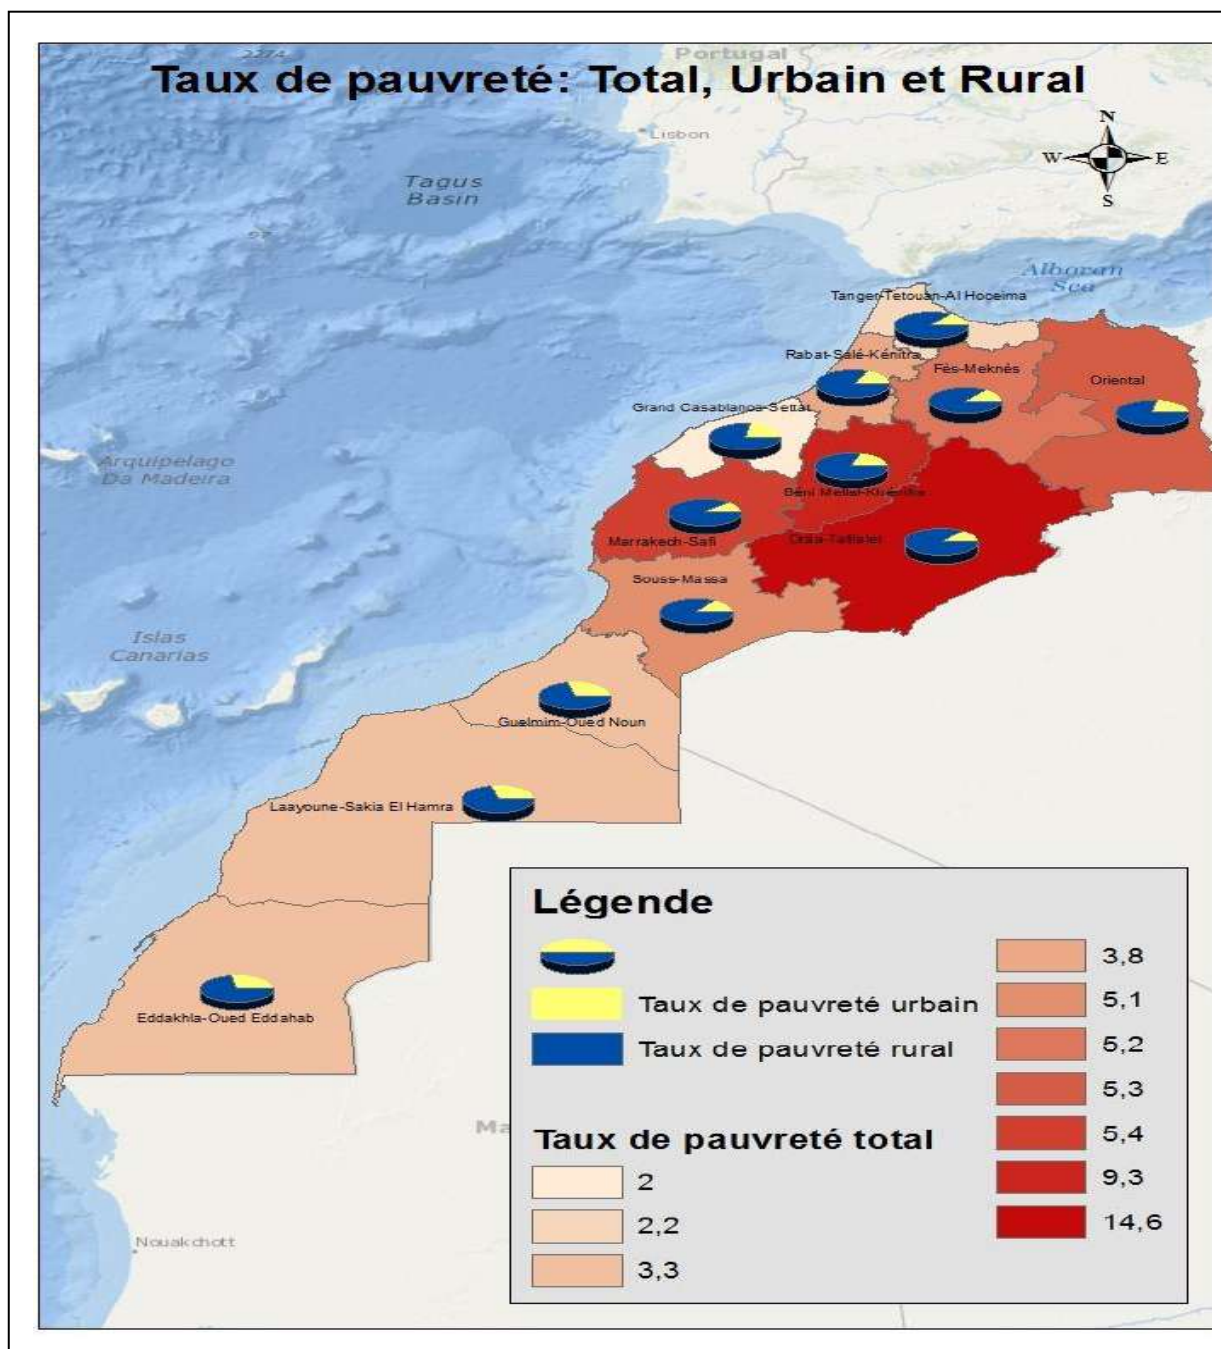 Portugal
2274
Taux de pauvreté: Total, Urbain et Rural
N
Lisbon
W
E
S
Tagus
Basin
Alboran
Sea
Tanger-Tetouan-Al Hoceima
Rabat-Salé-Kénitra
Fès-Meknès
Oriental
Grand Casablanca-Settat
Arquipelago
Da Madeira
Béni Mellal-Khénifra
Marrakech-Safi
Drâa-Tafilalet
Souss-Massa
Islas
Canarias
Guelmim-Oued Noun
Laayoune-Sakia El Hamra
Eddakhla-Oued Eddahab
Légende
Taux de pauvreté urbain
Taux de pauvreté rural
Taux de pauvreté total
2
2,2
3,3
3,8
5,1
5,2
5,3
5,4
9,3
14,6
Ma
Nouakchott